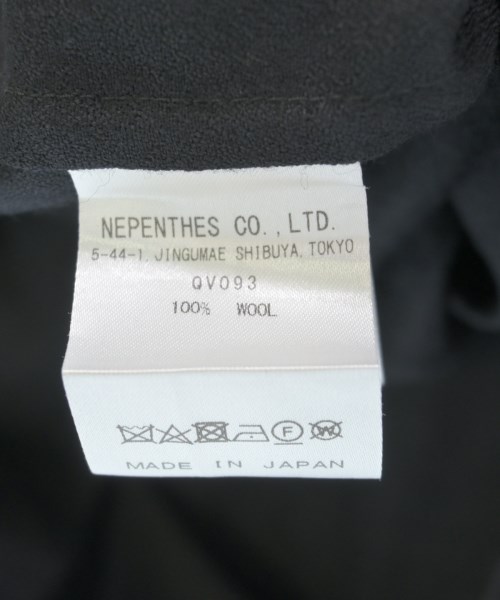 NEPENTHES CO.,LTD.
5-44-1, JINGUMAE SHIBUYA, TOKYO
QV093
100% WOOL
F W
MADE IN JAPAN